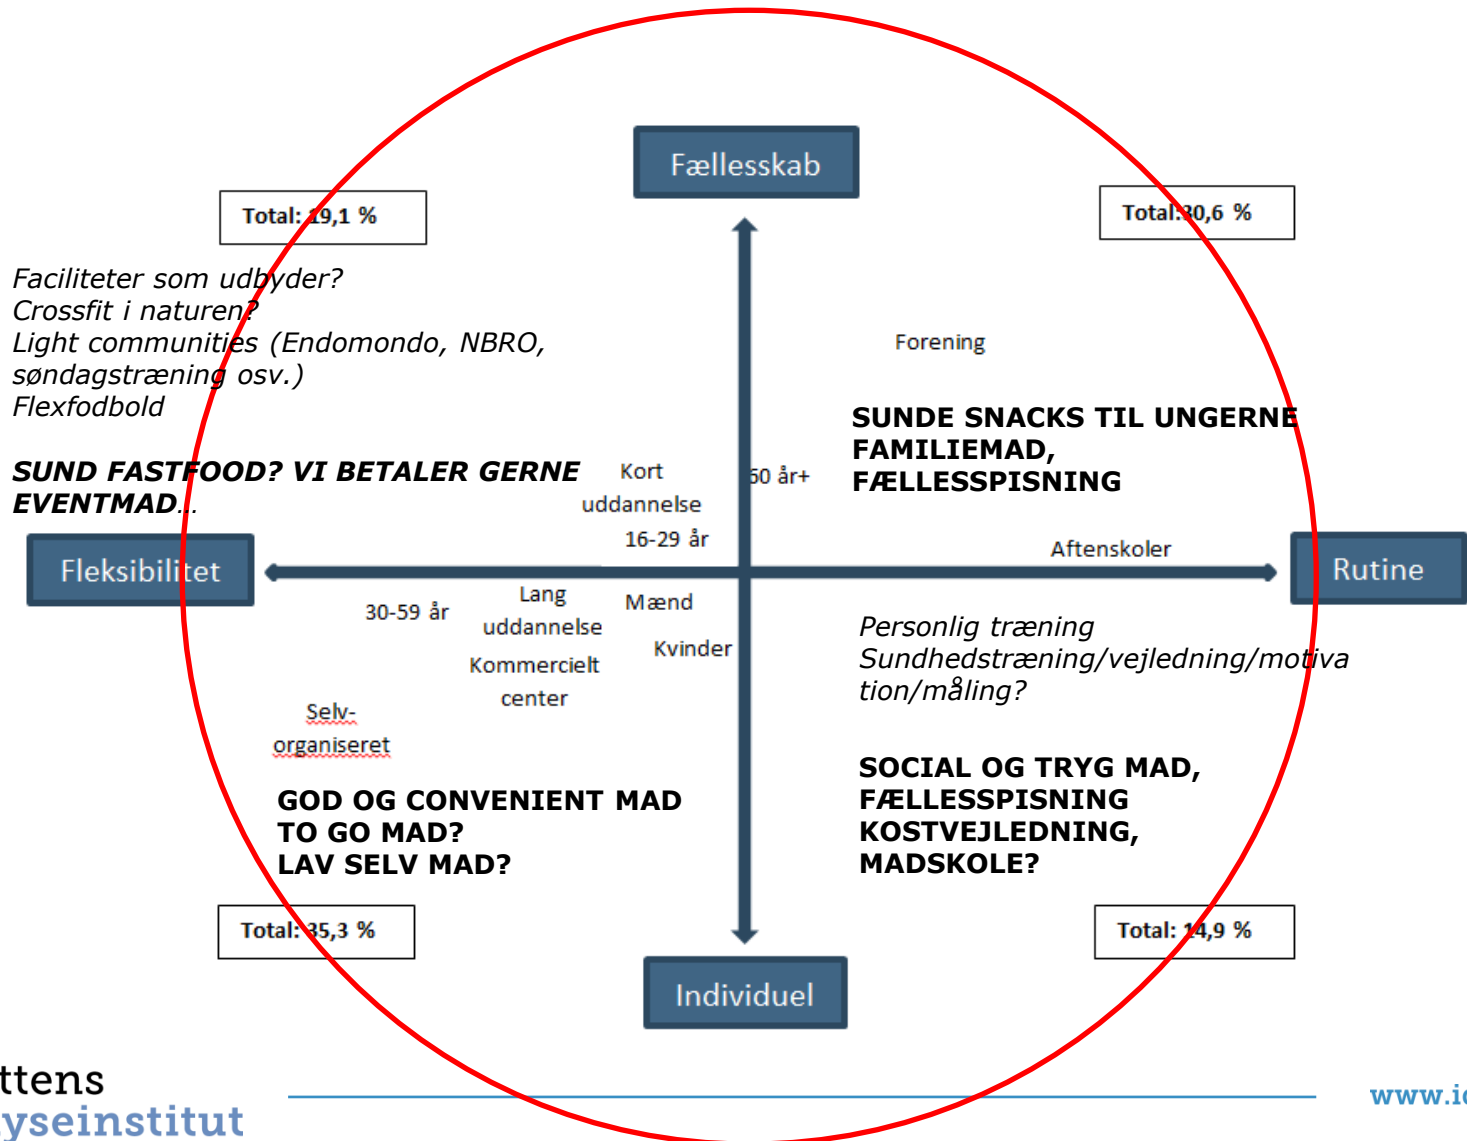 Fællesskab
Total: 19,1 %
Total:30,6 %
Faciliteter som udbyder?
Crossfit i naturen?
Light communities (Endomondo, NBRO,
søndagstræning osv.)
Flexfodbold
SUND FASTFOOD? VI BETALER GERNE
EVENTMAD...
Forening
SUNDE SNACKS TIL UNGERNE
FAMILIEMAD,
FÆLLESSPISNING
Kort
uddannelse
60 år+
16-29 år
Aftenskoler
Fleksibilitet
Rutine
30-59 år
Lang
uddannelse
Mænd
Kvinder
Kommercielt
center
Selv-
organiseret
Personlig træning
Sundhedstræning/vejledning/motiva
tion/måling?
GOD OG CONVENIENT MAD
TO GO MAD?
LAV SELV MAD?
SOCIAL OG TRYG MAD,
FÆLLESSPISNING
KOSTVEJLEDNING,
MADSKOLE?
Total: 35,3 %
Total: 14,9 %
Individuel
ttens
yseinstitut
www.id